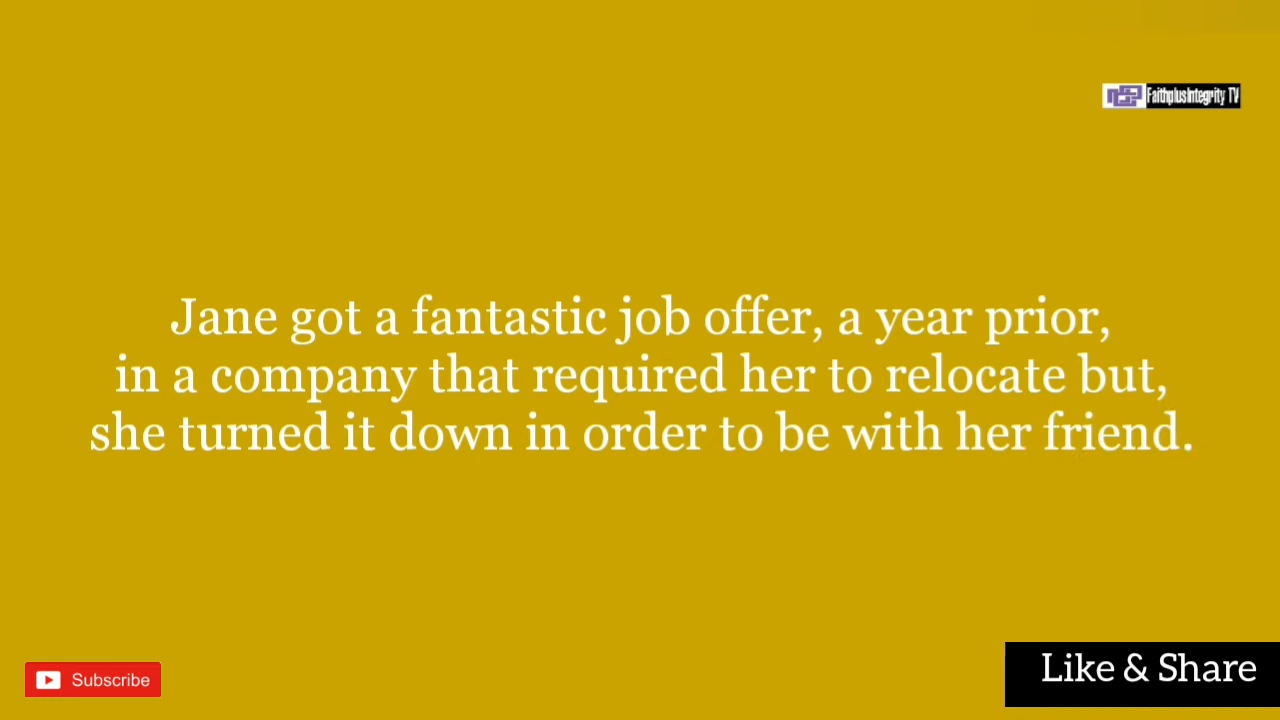 FaithplusIntegrity TV
Jane got a fantastic job offer, a year prior,
in a company that required her to relocate but,
she turned it down in order to be with her friend.
Subscribe
Like & Share